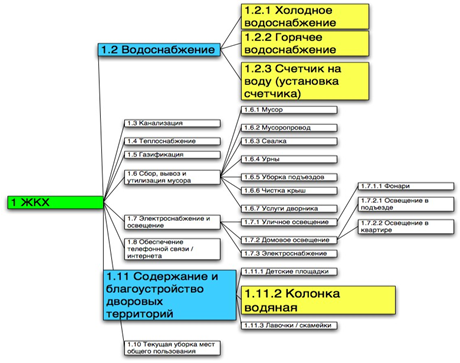 1 ЖКХ
1.2 Водоснабжение
1.2.1 Холодное
водоснабжение
1.2.2 Горячее
водоснабжение
1.2.3 Счетчик на
воду (установка
счетчика)
1.3 Канализация
1.4 Теплоснабжение
1.5 Газификация
1.6 Сбор, вывоз и
утилизация мусора
1.6.1 Мусор
1.6.2 Мусоропровод
1.6.3 Свалка
1.6.4 Урны
1.6.5 Уборка подъездов
1.6.6 Чистка крыш
1.6.7 Услуги дворника
1.7 Электроснабжение и
освещение
1.7.1 Уличное освещение
1.7.1.1 Фонари
1.7.2 Домовое освещение
1.7.2.1 Освещение в
подъезде
1.7.2.2 Освещение в
квартире
1.7.3 Электроснабжение
1.8 Обеспечение
телефонной связи /
интернета
1.11 Содержание и
благоустройство
дворовых
территорий
1.11.1 Детские площадки
1.11.2 Колонка
водяная
1.11.3 Лавочки / скамейки
1.10 Текущая уборка мест
общего пользования